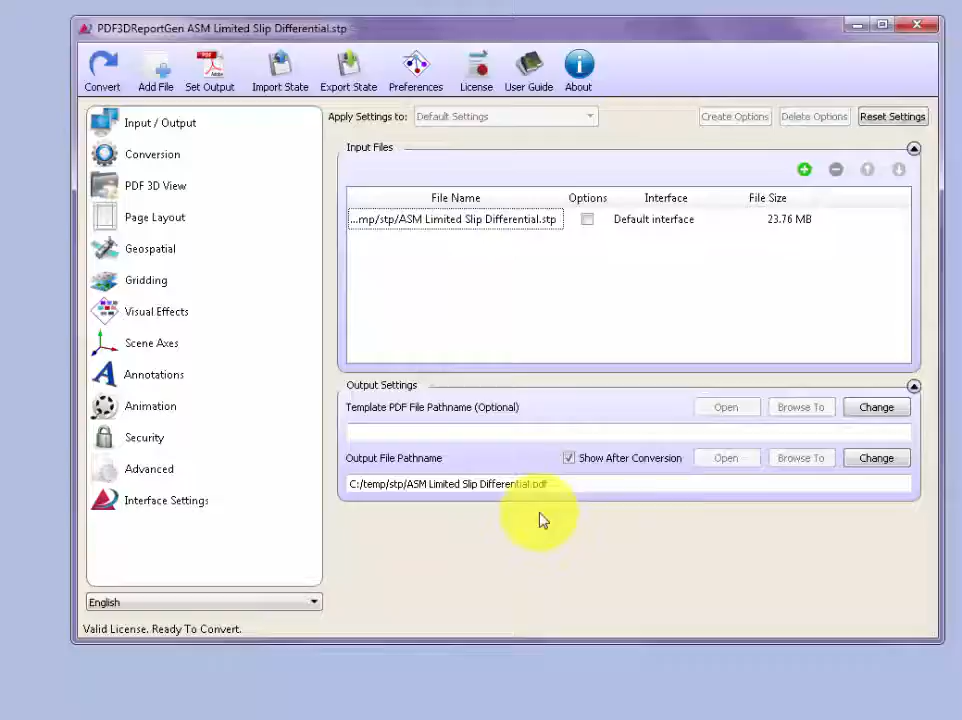 PDF3DReportGen ASM Limited Slip Differential.stp
Convert Add File Set Output Import State Export State Preferences License User Guide About
Input / Output
Conversion
PDF 3D View
Page Layout
Geospatial
Gridding
Visual Effects
Scene Axes
Annotations
Animation
Security
Advanced
Interface Settings
English
Valid License. Ready To Convert.
Apply Settings to: Default Settings Create Options Delete Options Reset Settings
Input Files
File Name Options Interface File Size
...mp/stp/ASM Limited Slip Differential.stp Default interface 23.76 MB
Output Settings
Template PDF File Pathname (Optional) Open Browse To Change
Output File Pathname Show After Conversion Open Browse To Change
C:/temp/stp/ASM Limited Slip Differential.pdf